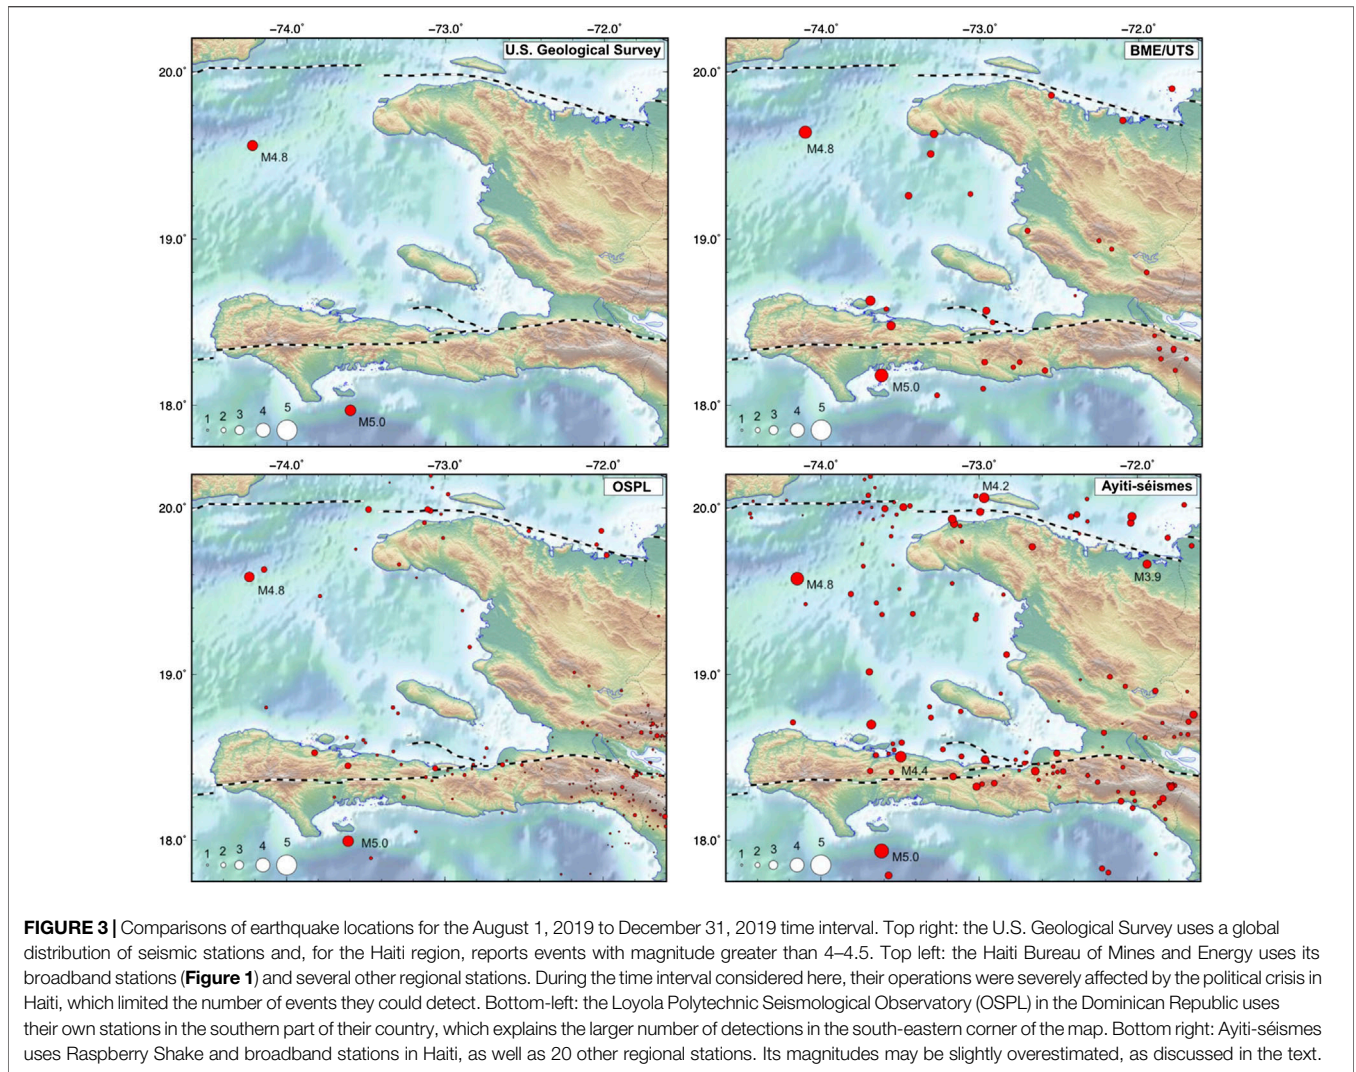 −74.0˚ −73.0˚ −72.0˚ −74.0˚ −73.0˚ −72.0˚
U.S. Geological Survey
BME/UTS
20.0˚ 20.0˚
M4.8
M4.8
19.0˚ 19.0˚
18.0˚ 18.0˚
M5.0
M5.0
1 2 3 4 5
1 2 3 4 5
−74.0˚ −73.0˚ −72.0˚ −74.0˚ −73.0˚ −72.0˚
OSPL
M4.2
Ayiti-séismes
20.0˚ 20.0˚
M4.8
M4.8
M3.9
19.0˚ 19.0˚
M4.4
18.0˚ 18.0˚
M5.0
M5.0
1 2 3 4 5
1 2 3 4 5
FIGURE 3 | Comparisons of earthquake locations for the August 1, 2019 to December 31, 2019 time interval. Top right: the U.S. Geological Survey uses a global
distribution of seismic stations and, for the Haiti region, reports events with magnitude greater than 4–4.5. Top left: the Haiti Bureau of Mines and Energy uses its
broadband stations (Figure 1) and several other regional stations. During the time interval considered here, their operations were severely affected by the political crisis in
Haiti, which limited the number of events they could detect. Bottom-left: the Loyola Polytechnic Seismological Observatory (OSPL) in the Dominican Republic uses
their own stations in the southern part of their country, which explains the larger number of detections in the south-eastern corner of the map. Bottom right: Ayiti-séismes
uses Raspberry Shake and broadband stations in Haiti, as well as 20 other regional stations. Its magnitudes may be slightly overestimated, as discussed in the text.